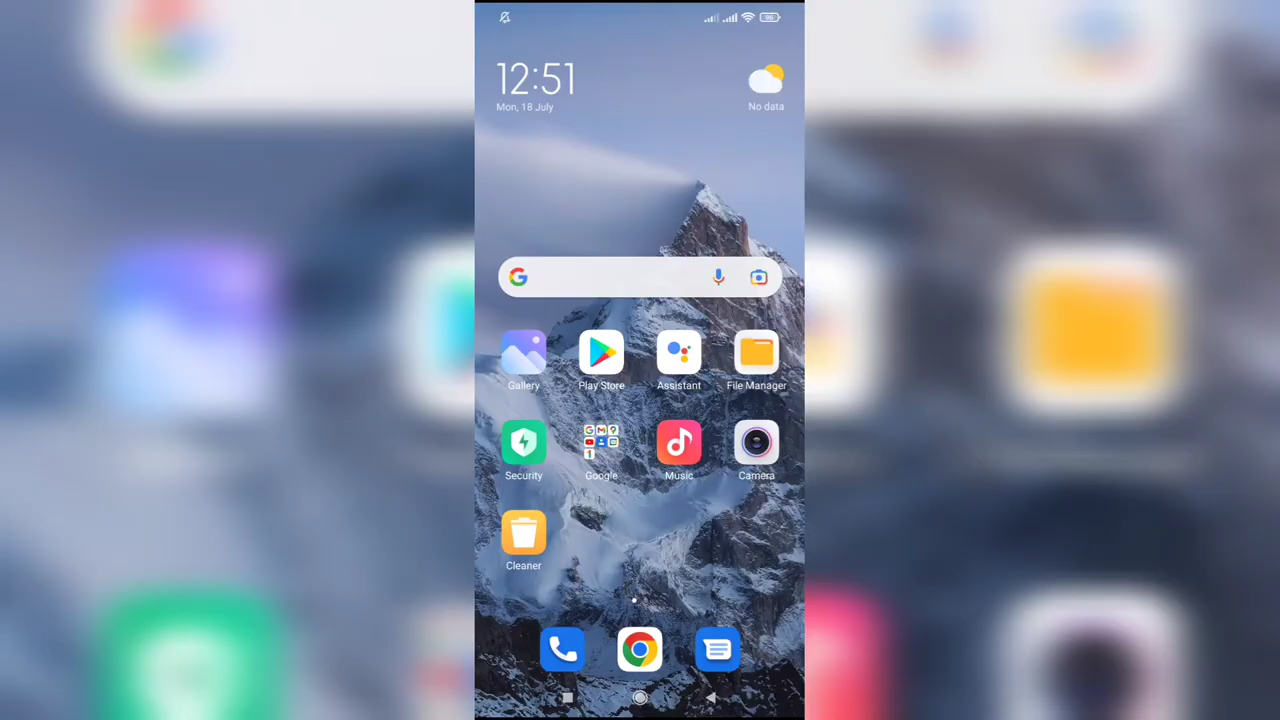 12:51
Mon, 18 July
No data
Gallery
Play Store
Assistant
File Manager
Security
Google
Music
Camera
Cleaner